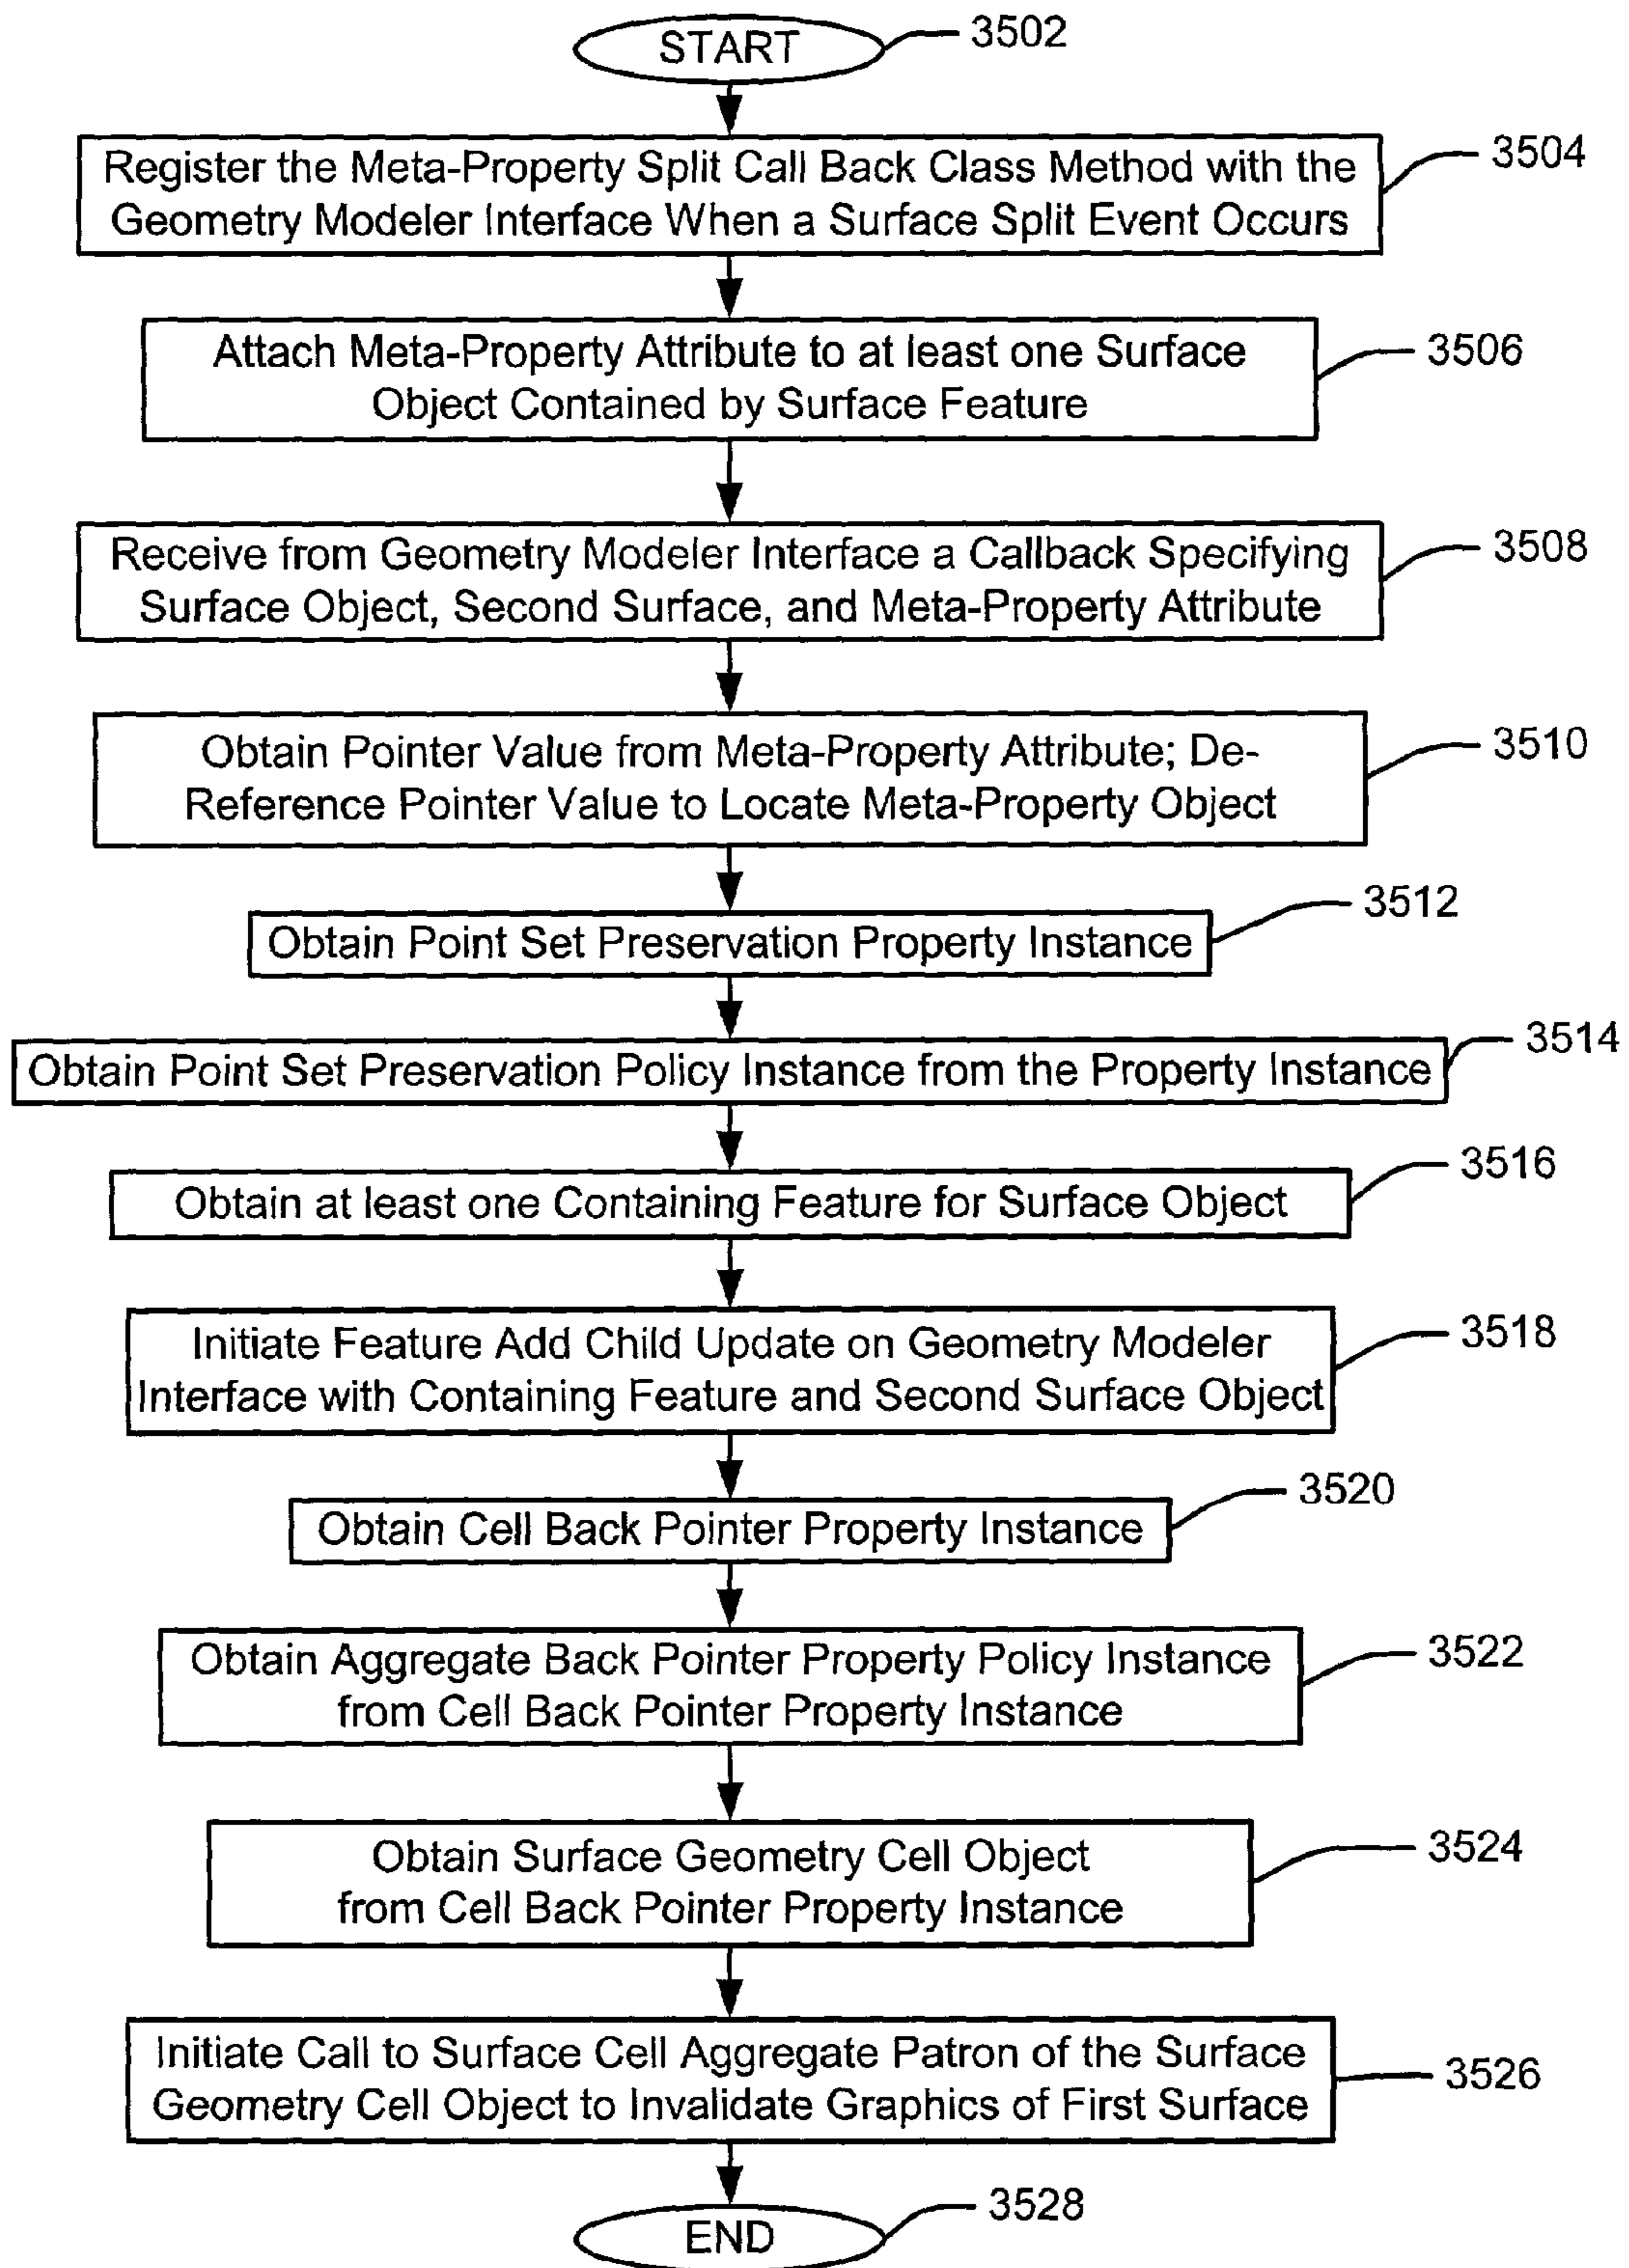 START
3502
Register the Meta-Property Split Call Back Class Method with the
Geometry Modeler Interface When a Surface Split Event Occurs
3504
Attach Meta-Property Attribute to at least one Surface
Object Contained by Surface Feature
3506
Receive from Geometry Modeler Interface a Callback Specifying
Surface Object, Second Surface, and Meta-Property Attribute
3508
Obtain Pointer Value from Meta-Property Attribute; De-
Reference Pointer Value to Locate Meta-Property Object
3510
Obtain Point Set Preservation Property Instance
3512
Obtain Point Set Preservation Policy Instance from the Property Instance
3514
Obtain at least one Containing Feature for Surface Object
3516
Initiate Feature Add Child Update on Geometry Modeler
Interface with Containing Feature and Second Surface Object
3518
Obtain Cell Back Pointer Property Instance
3520
Obtain Aggregate Back Pointer Property Policy Instance
from Cell Back Pointer Property Instance
3522
Obtain Surface Geometry Cell Object
from Cell Back Pointer Property Instance
3524
Initiate Call to Surface Cell Aggregate Patron of the Surface
Geometry Cell Object to Invalidate Graphics of First Surface
3526
END
3528